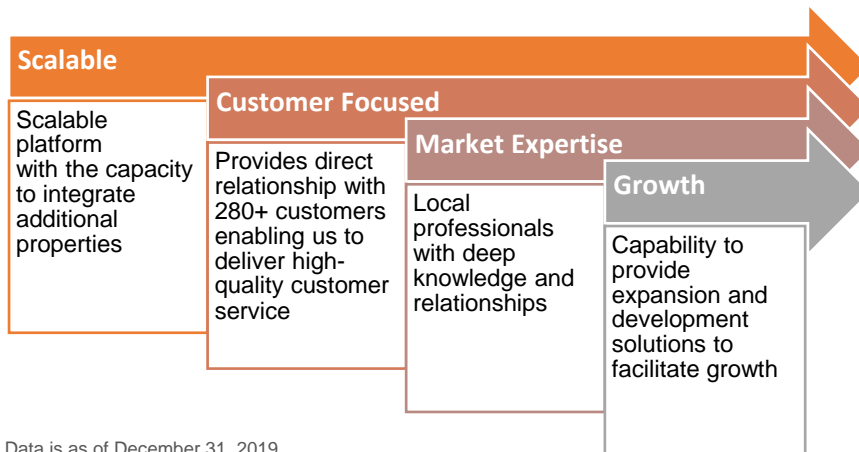 Scalable
Scalable
platform
with the capacity
to integrate
additional
properties
Customer Focused
Provides direct
relationship with
280+ customers
enabling us to
deliver high-
quality customer
service
Market Expertise
Local
professionals
with deep
knowledge and
relationships
Growth
Capability to
provide
expansion and
development
solutions to
facilitate growth
Data is as of December 31, 2019